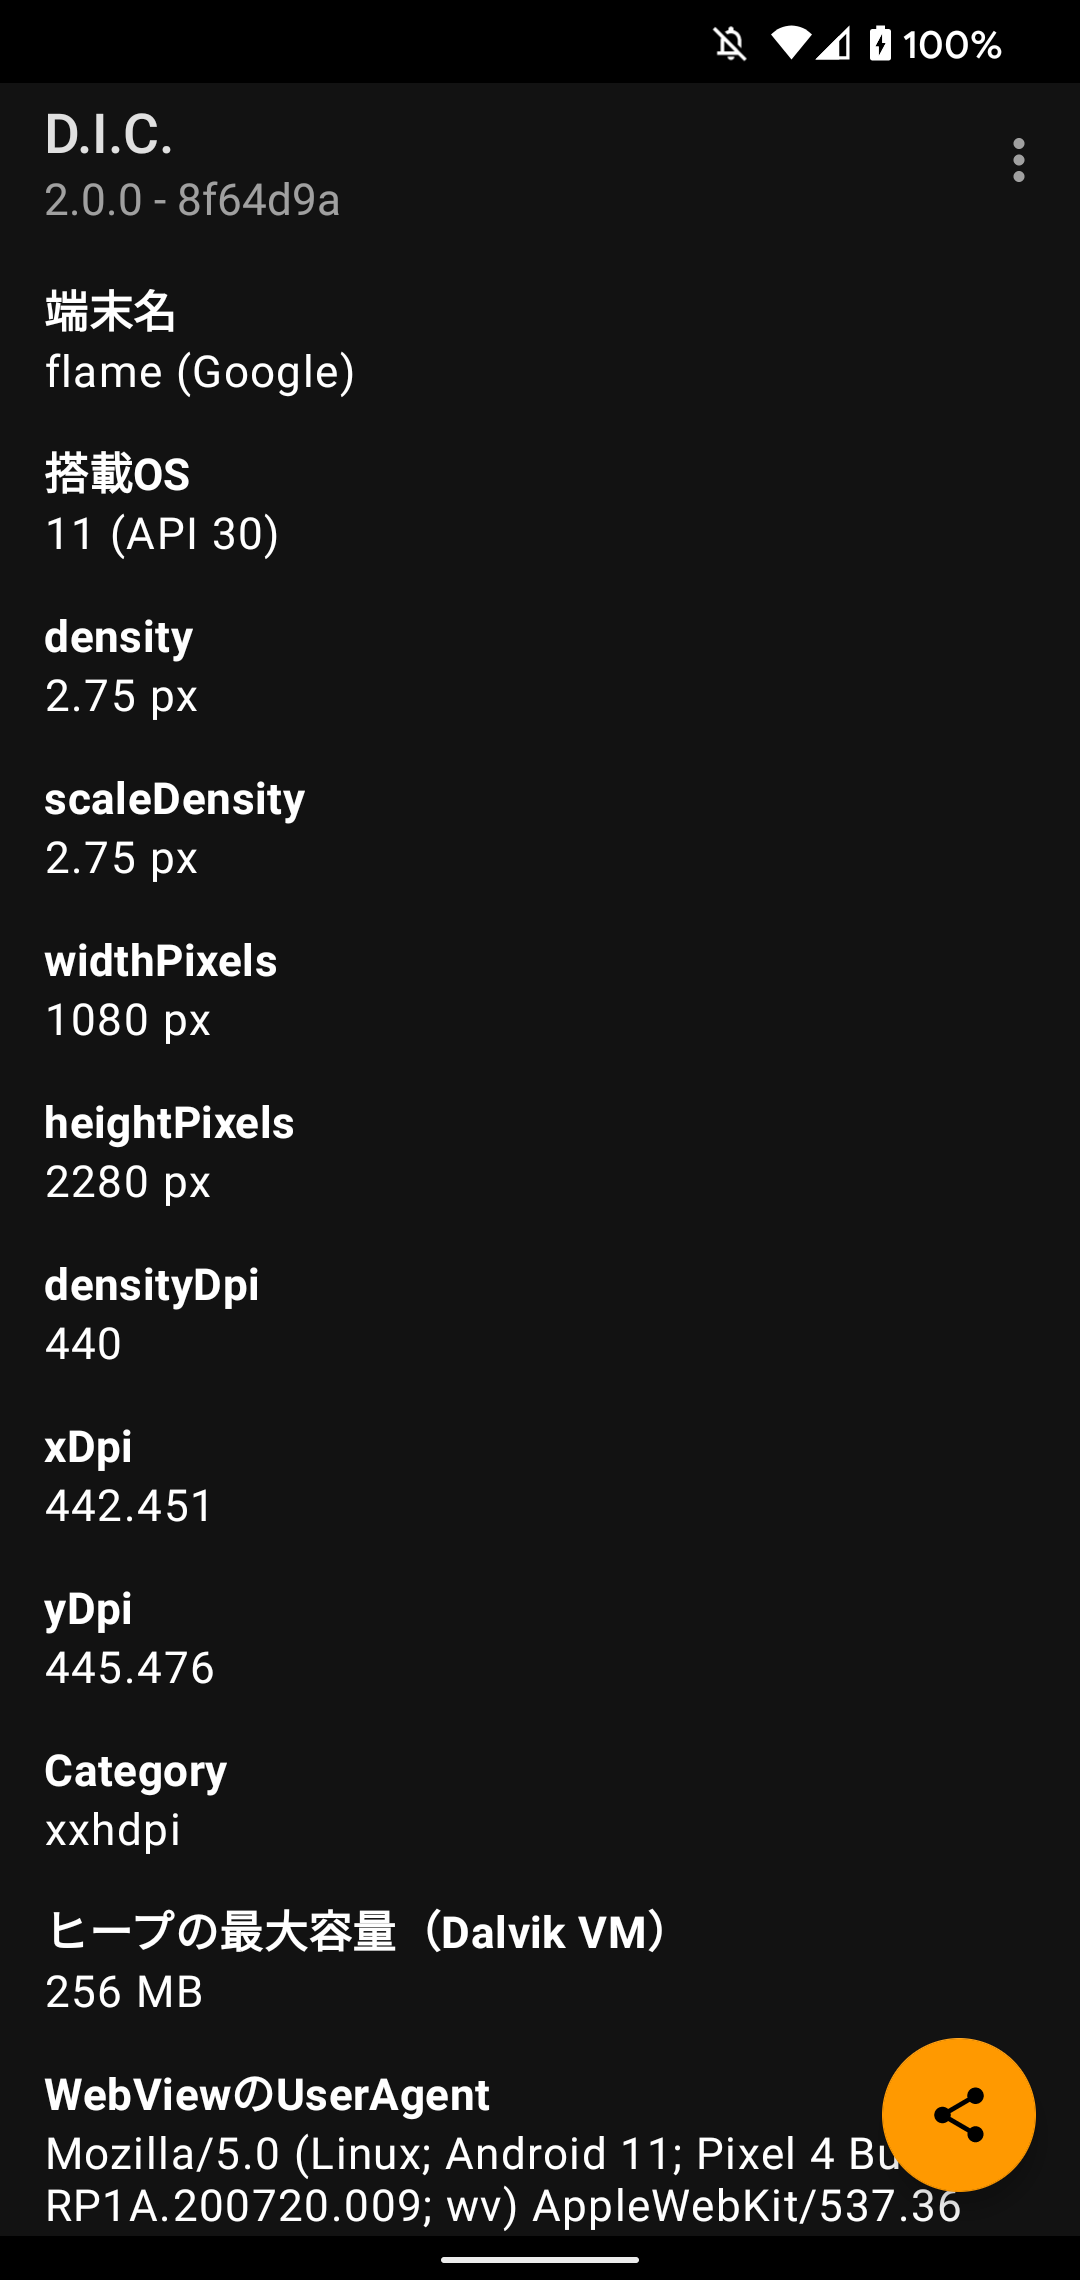 100%
D.I.C.
2.0.0 - 8f64d9a
端末名
flame (Google)
搭載OS
11 (API 30)
density
2.75 px
scaleDensity
2.75 px
widthPixels
1080 px
heightPixels
2280 px
densityDpi
440
xDpi
442.451
yDpi
445.476
Category
xxhdpi
ヒープの最大容量（Dalvik VM）
256 MB
WebViewのUserAgent
Mozilla/5.0 (Linux; Android 11; Pixel 4
RP1A.200720.009; wv) AppleWebKit/537.36